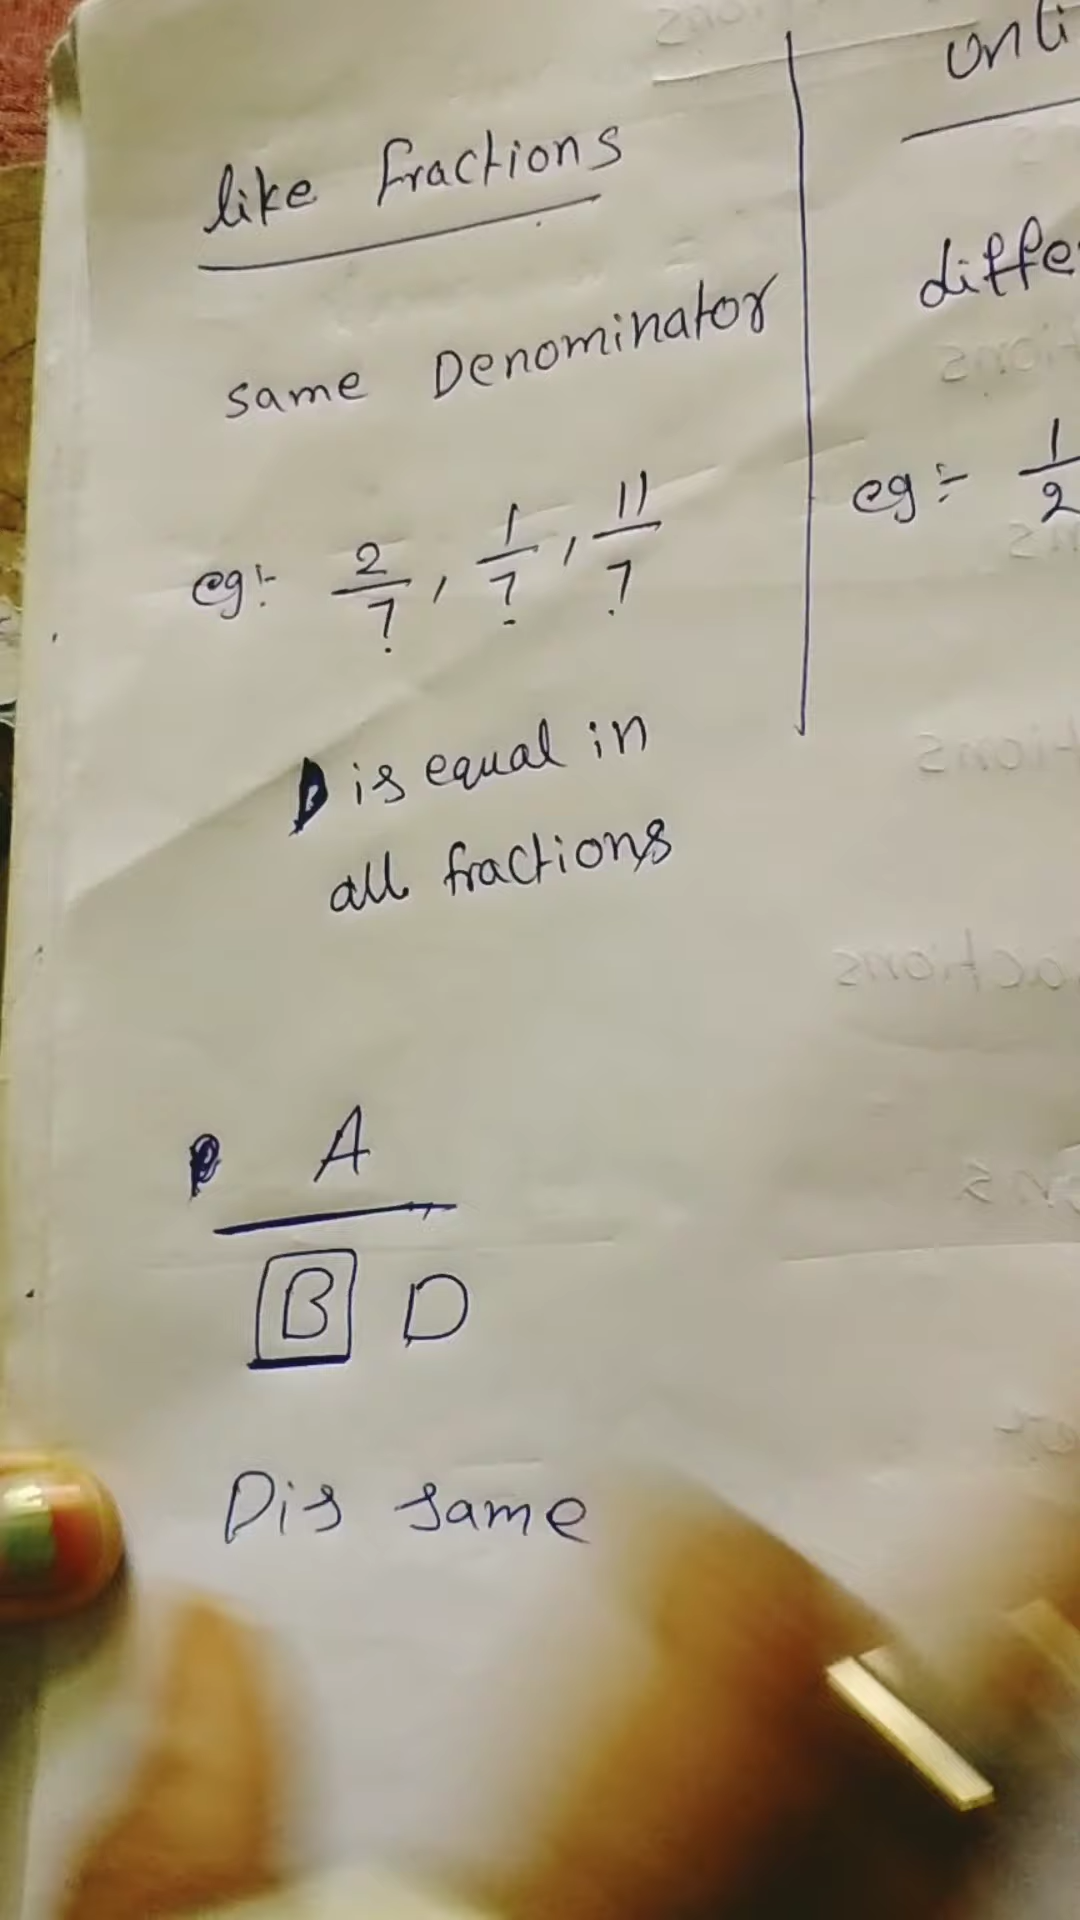 like fractions
same Denominator
eg:- 2/7, 1/7, 11/7
D is equal in
all fractions
A
B D
D is same
unli
diffe
eg :- 1/2